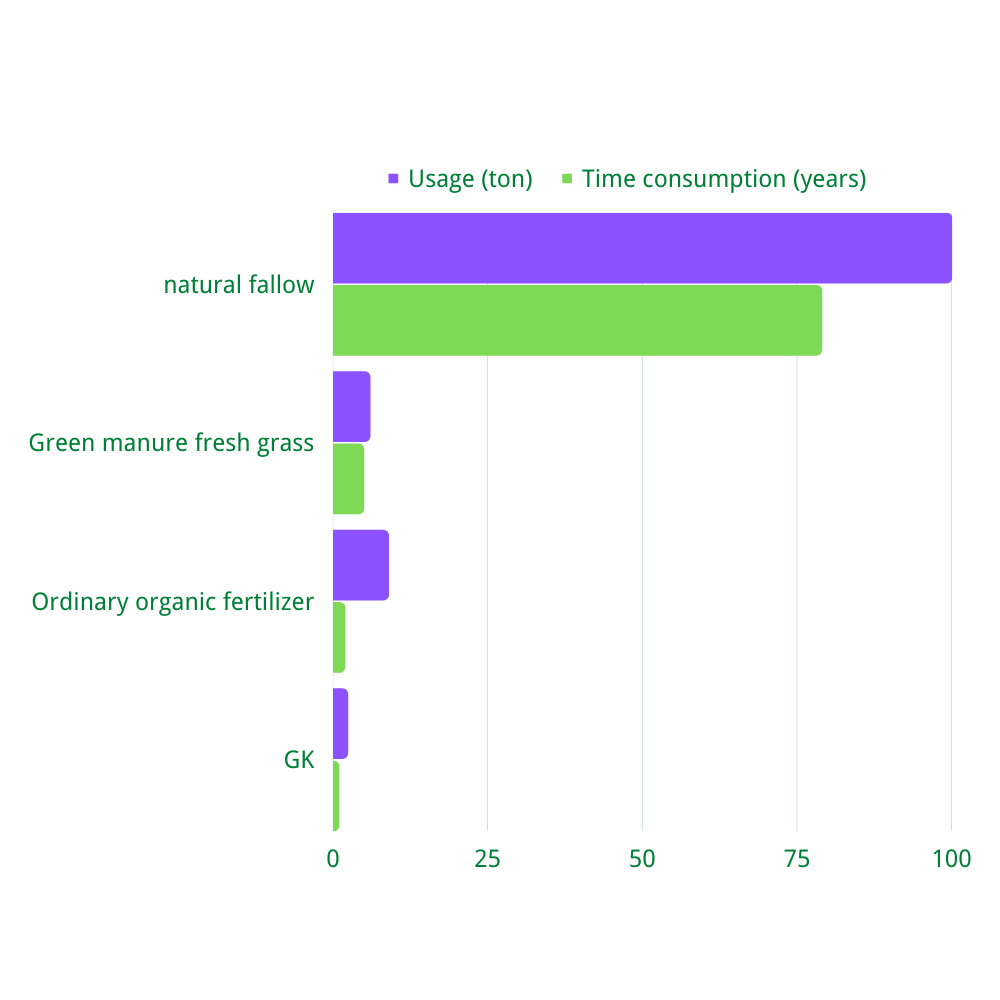 Usage (ton) Time consumption (years)
natural fallow
Green manure fresh grass
Ordinary organic fertilizer
GK
0 25 50 75 100